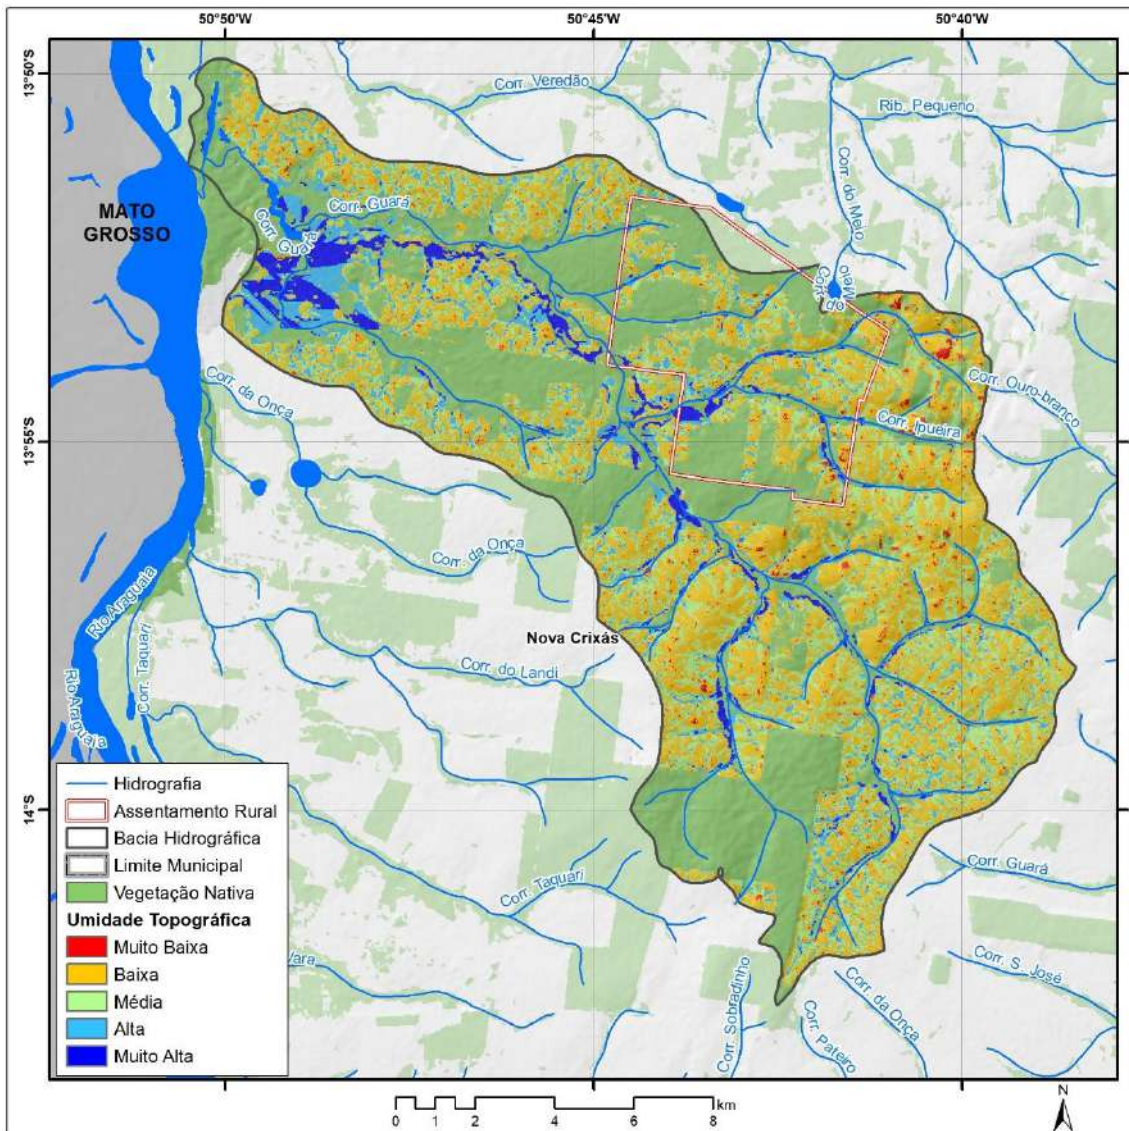 50°50'W
50°45'W
50°40'W
13°50'S
13°55'S
14°S
Corr. Veredão
Rib. Pequeno
Corr. do Meio
MATO
GROSSO
Corr. Guará
Corr. Guará
Corr. do Meio
Corr. da Onça
Corr. Ouro-branco
Corr. Ipueira
Corr. da Onça
Rio Araguaia
Corr. Taquari
Nova Crixás
Corr. do Landi
Rio Araguaia
Corr. Taquari
Corr. Guará
Corr. S. José
Corr. Sobradinho
Corr. da Onça
Corr. Pateiro
Hidrografia
Assentamento Rural
Bacia Hidrográfica
Limite Municipal
Vegetação Nativa
Umidade Topográfica
Muito Baixa
Baixa
Média
Alta
Muito Alta
0 1 2 4 6 8 km
N